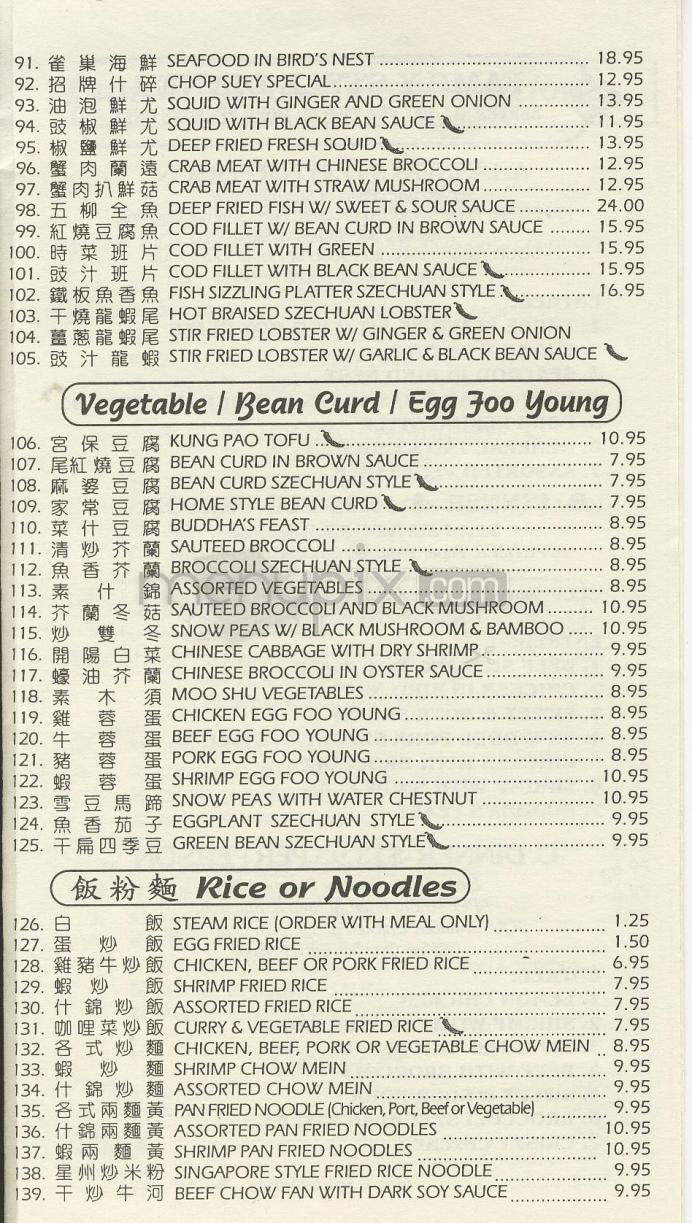 91. 雀巢海鮮 SEAFOOD IN BIRD'S NEST 18.95
92. 招牌什碎 CHOP SUEY SPECIAL 12.95
93. 油泡鮮尤 SQUID WITH GINGER AND GREEN ONION 13.95
94. 豉椒鮮尤 SQUID WITH BLACK BEAN SAUCE 11.95
95. 椒鹽鮮尤 DEEP FRIED FRESH SQUID 13.95
96. 蟹肉蘭遠 CRAB MEAT WITH CHINESE BROCCOLI 12.95
97. 蟹肉扒鮮菇 CRAB MEAT WITH STRAW MUSHROOM 12.95
98. 五柳全魚 DEEP FRIED FISH W/ SWEET & SOUR SAUCE 24.00
99. 紅燒豆腐魚 COD FILLET W/ BEAN CURD IN BROWN SAUCE 15.95
100. 時菜班片 COD FILLET WITH GREEN 15.95
101. 豉汁班片 COD FILLET WITH BLACK BEAN SAUCE 15.95
102. 鐵板魚香魚 FISH SIZZLING PLATTER SZECHUAN STYLE 16.95
103. 干燒龍蝦尾 HOT BRAISED SZECHUAN LOBSTER
104. 薑蔥龍蝦尾 STIR FRIED LOBSTER W/ GINGER & GREEN ONION
105. 豉汁龍蝦 STIR FRIED LOBSTER W/ GARLIC & BLACK BEAN SAUCE
Vegetable / Bean Curd / Egg Foo Young
106. 宮保豆腐 KUNG PAO TOFU 10.95
107. 尾紅燒豆腐 BEAN CURD IN BROWN SAUCE 7.95
108. 麻婆豆腐 BEAN CURD SZECHUAN STYLE 7.95
109. 家常豆腐 HOME STYLE BEAN CURD 7.95
110. 菜什豆腐 BUDDHA'S FEAST 8.95
111. 清炒芥蘭 SAUTEED BROCCOLI 8.95
112. 魚香芥蘭 BROCCOLI SZECHUAN STYLE 8.95
113. 素什錦 ASSORTED VEGETABLES 8.95
114. 芥蘭冬菇 SAUTEED BROCCOLI AND BLACK MUSHROOM 10.95
115. 炒雙冬 SNOW PEAS W/ BLACK MUSHROOM & BAMBOO 10.95
116. 開陽白菜 CHINESE CABBAGE WITH DRY SHRIMP 9.95
117. 蠔油芥蘭 CHINESE BROCCOLI IN OYSTER SAUCE 9.95
118. 素木須 MOO SHU VEGETABLES 8.95
119. 雞蓉蛋 CHICKEN EGG FOO YOUNG 8.95
120. 牛蓉蛋 BEEF EGG FOO YOUNG 8.95
121. 豬蓉蛋 PORK EGG FOO YOUNG 8.95
122. 蝦蓉蛋 SHRIMP EGG FOO YOUNG 10.95
123. 雪豆馬蹄 SNOW PEAS WITH WATER CHESTNUT 10.95
124. 魚香茄子 EGGPLANT SZECHUAN STYLE 9.95
125. 干扁四季豆 GREEN BEAN SZECHUAN STYLE 9.95
menupix.com
飯粉麵 Rice or Noodles
126. 白飯 STEAM RICE (ORDER WITH MEAL ONLY) 1.25
127. 蛋炒飯 EGG FRIED RICE 1.50
128. 雞豬牛炒飯 CHICKEN, BEEF OR PORK FRIED RICE 6.95
129. 蝦炒飯 SHRIMP FRIED RICE 7.95
130. 什錦炒飯 ASSORTED FRIED RICE 7.95
131. 咖哩菜炒飯 CURRY & VEGETABLE FRIED RICE 7.95
132. 各式炒麵 CHICKEN, BEEF, PORK OR VEGETABLE CHOW MEIN 8.95
133. 蝦炒麵 SHRIMP CHOW MEIN 9.95
134. 什錦炒麵 ASSORTED CHOW MEIN 9.95
135. 各式兩麵黃 PAN FRIED NOODLE (Chicken, Port, Beef or Vegetable) 9.95
136. 什錦兩麵黃 ASSORTED PAN FRIED NOODLES 10.95
137. 蝦兩麵黃 SHRIMP PAN FRIED NOODLES 10.95
138. 星州炒米粉 SINGAPORE STYLE FRIED RICE NOODLE 9.95
139. 干炒牛河 BEEF CHOW FAN WITH DARK SOY SAUCE 9.95